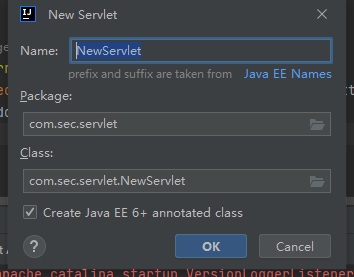 New Servlet
Name: NewServlet
prefix and suffix are taken from Java EE Names
Package:
com.sec.servlet
Class:
com.sec.servlet.NewServlet
Create Java EE 6+ annotated class
? OK Cancel
apache.catalina.startup.VersionLoggerListener